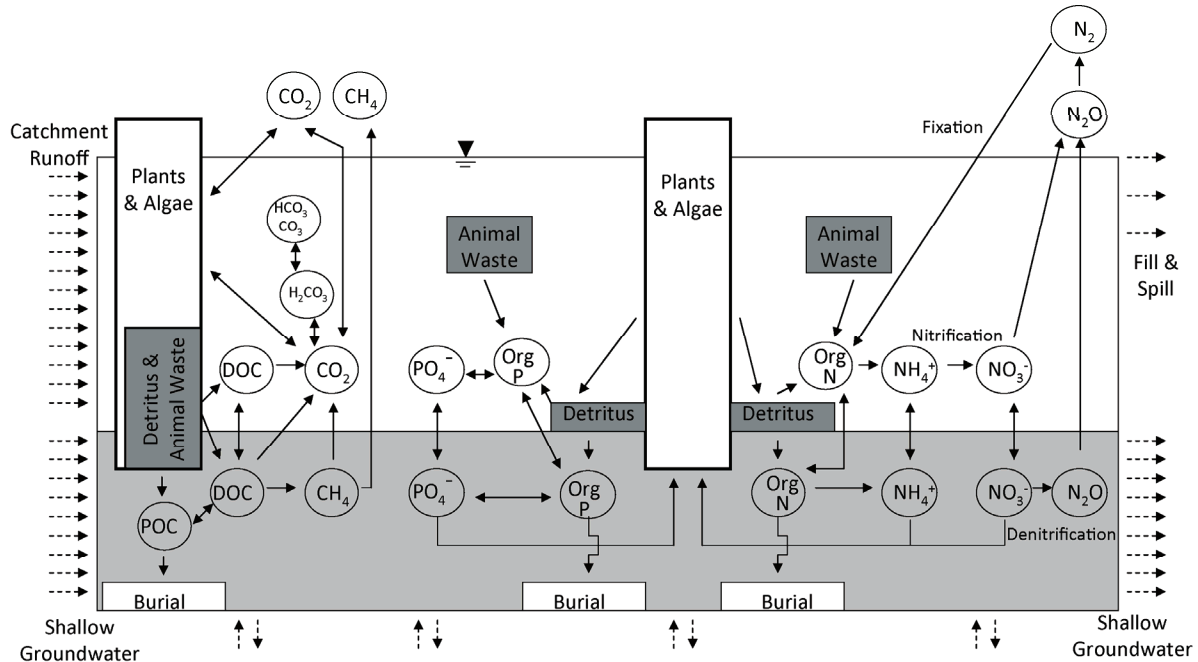 N2
CO2
CH4
N2O
Catchment
Runoff
Fixation
Plants
& Algae
Plants
& Algae
HCO3
CO3
Animal
Waste
Animal
Waste
Fill &
Spill
H2CO3
Nitrification
DOC
CO2
PO4-
Org
P
Org
N
NH4+
NO3-
Detritus &
Animal Waste
Detritus
Detritus
DOC
CH4
PO4-
Org
P
Org
N
NH4+
NO3-
N2O
POC
Denitrification
Burial
Burial
Burial
Shallow
Groundwater
Shallow
Groundwater